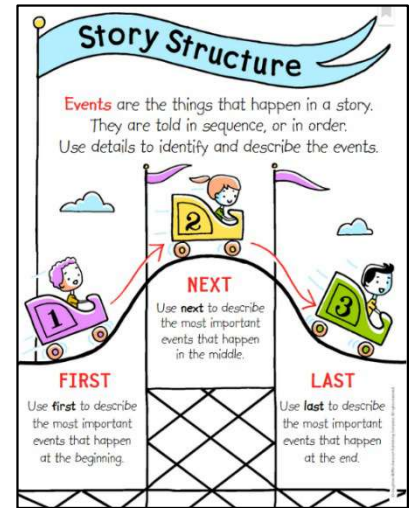 Story Structure
Events are the things that happen in a story.
They are told in sequence, or in order.
Use details to identify and describe the events.
1
2
3
FIRST
Use first to describe
the most important
events that happen
at the beginning.
NEXT
Use next to describe
the most important
events that happen
in the middle.
LAST
Use last to describe
the most important
events that happen
at the end.